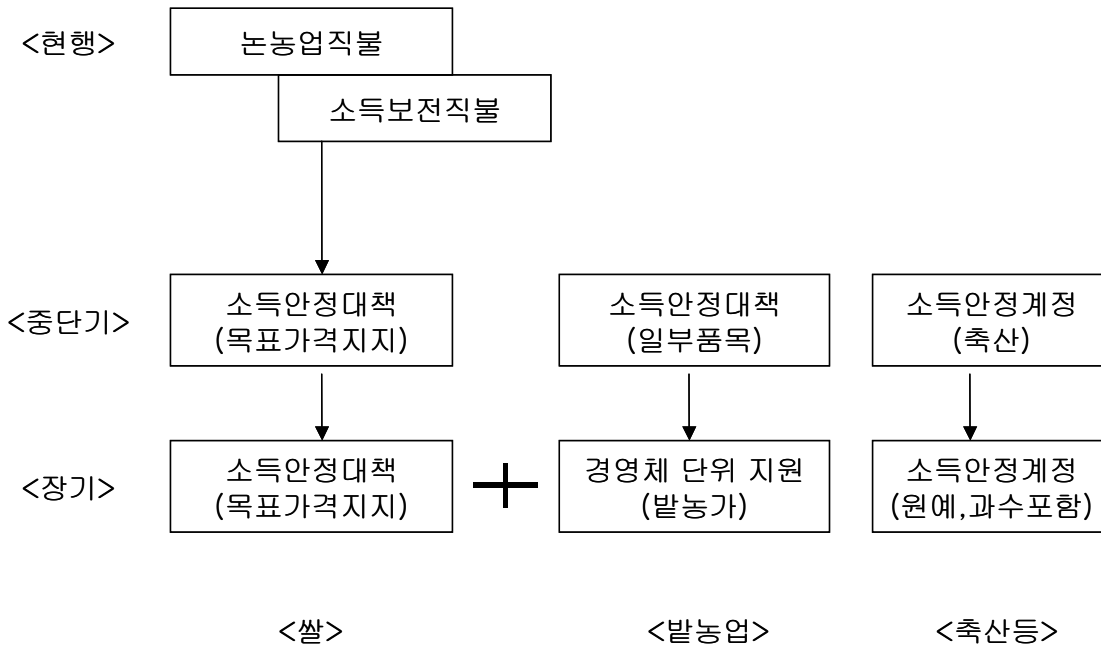 <현행>
논농업직불
소득보전직불
<중단기>
소득안정대책
(목표가격지지)
소득안정대책
(일부품목)
소득안정계정
(축산)
<장기>
소득안정대책
(목표가격지지)
경영체 단위 지원
(밭농가)
소득안정계정
(원예,과수포함)
<쌀>
<밭농업>
<축산등>